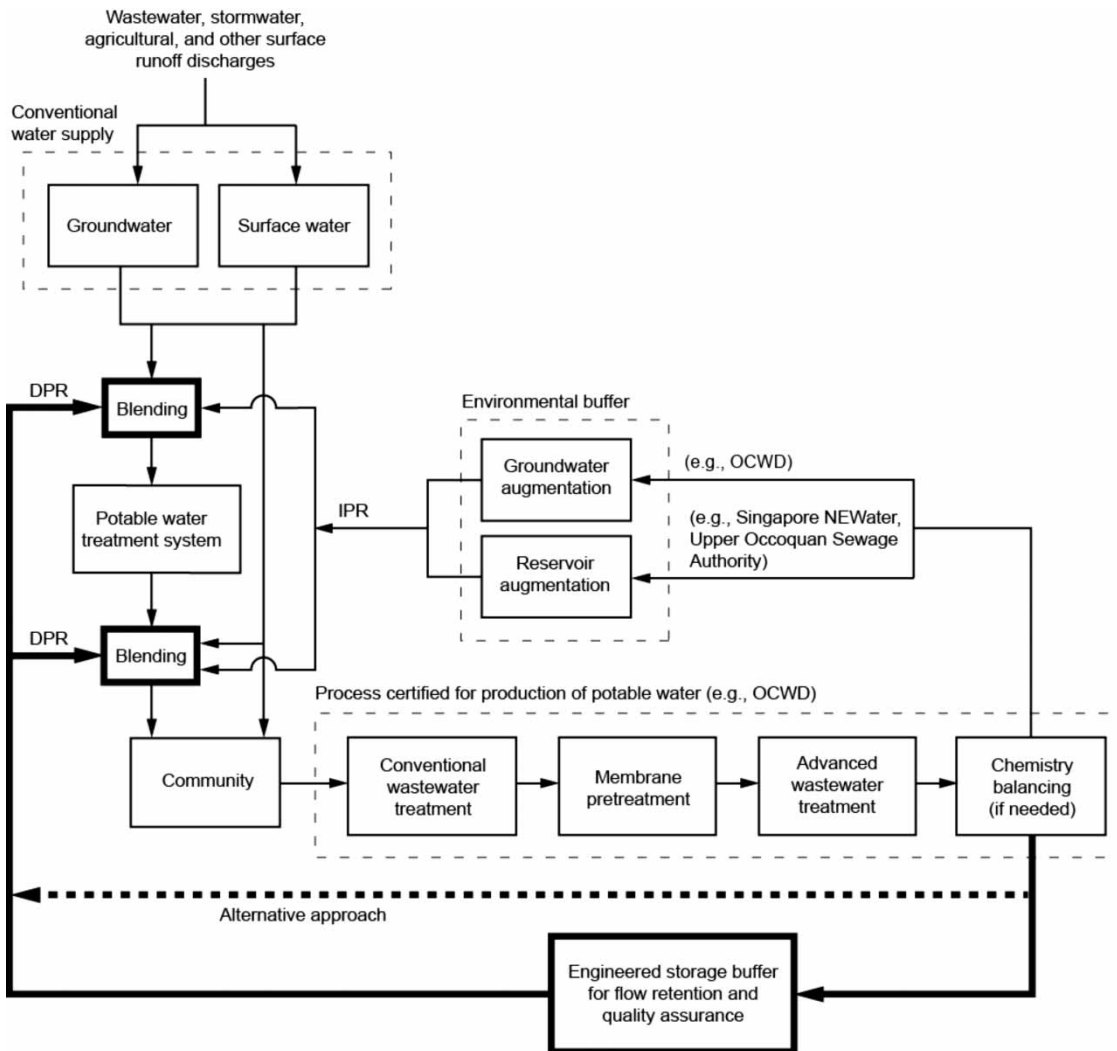 Wastewater, stormwater,
agricultural, and other surface
runoff discharges
Conventional
water supply
Groundwater
Surface water
DPR
Blending
Environmental buffer
Groundwater
augmentation
(e.g., OCWD)
IPR
Potable water
treatment system
(e.g., Singapore NEWater,
Upper Occoquan Sewage
Authority)
Reservoir
augmentation
DPR
Blending
Process certified for production of potable water (e.g., OCWD)
Community
Conventional
wastewater
treatment
Membrane
pretreatment
Advanced
wastewater
treatment
Chemistry
balancing
(if needed)
Alternative approach
Engineered storage buffer
for flow retention and
quality assurance